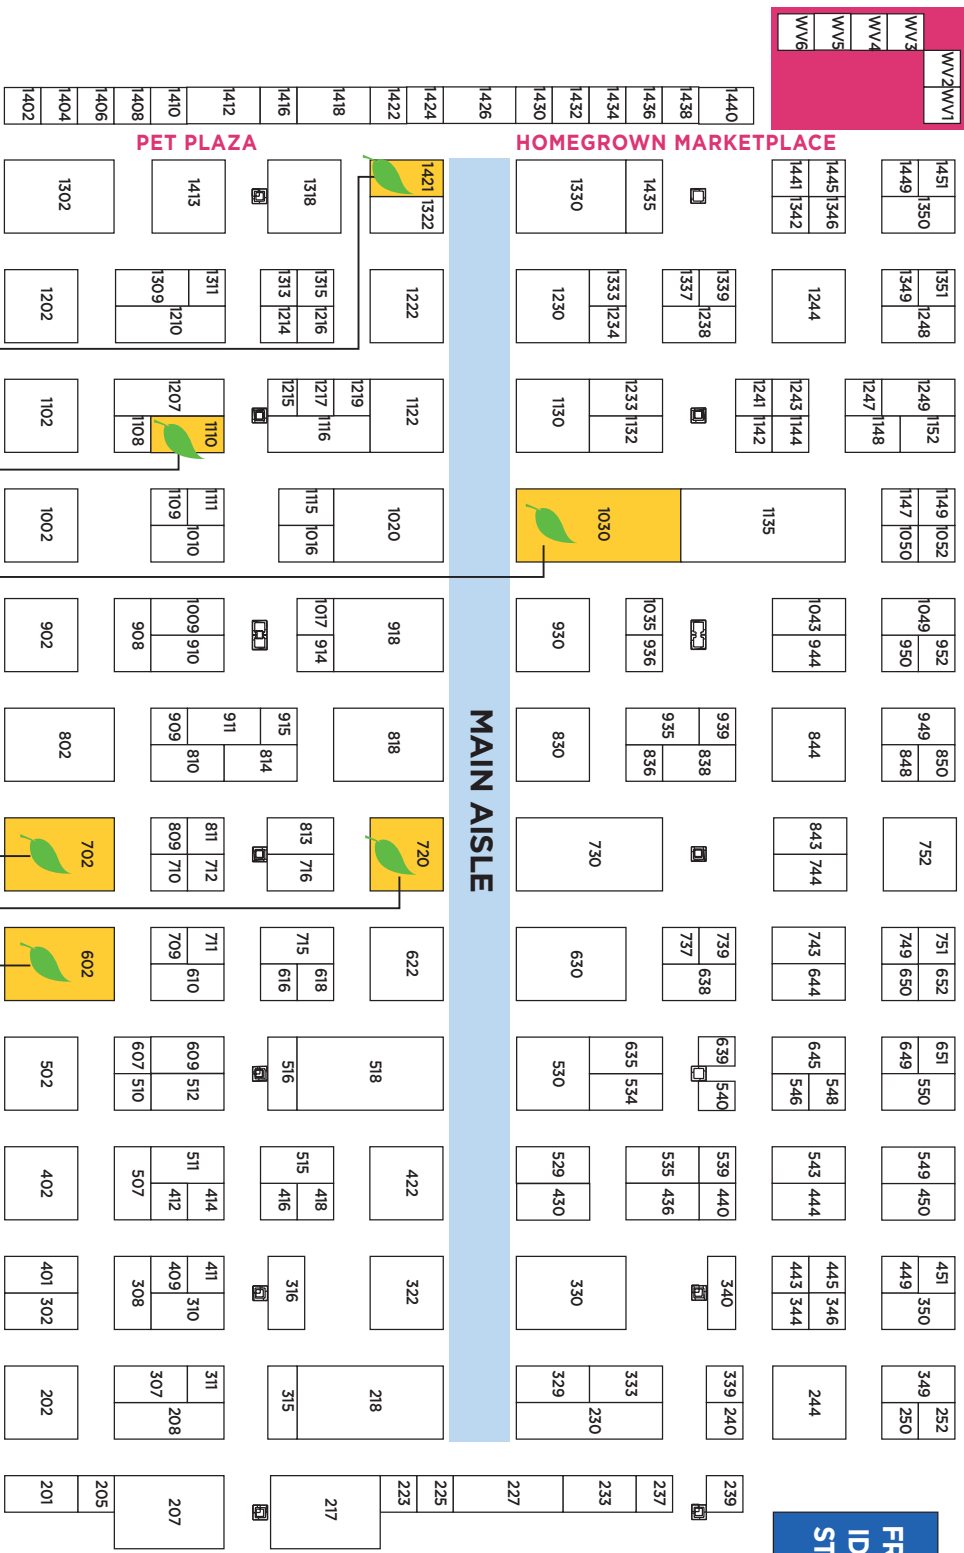 WV6 WV5 WV4 WV3
WV2 WV1
1402 1404 1406 1408 1410 1412 1416 1418 1422 1424 1426 1430 1432 1434 1436 1438 1440
PET PLAZA HOMEGROWN MARKETPLACE
1302 1413 1318 1421 1330 1435 1441 1445 1449 1451
1322 1342 1346 1350
1202 1309 1311 1313 1315 1222 1230 1333 1337 1339 1244 1349 1351
1210 1214 1216 1234 1238 1248
1102 1207 1215 1217 1219 1122 1130 1233 1241 1243 1247 1249
1108 1110 1116 1132 1142 1144 1148 1152
1002 1109 1111 1115 1020 1030 1135 1147 1149
1010 1016 1050 1052
902 908 1009 1017 918 930 1035 1043 1049
910 914 936 944 950 952
802 909 911 915 818 830 935 939 844 949
810 814 836 838 848 850
MAIN AISLE
702 809 811 813 720 730 843 752
710 712 716 744
602 709 711 715 622 630 737 739 743 749 751
610 616 618 638 644 650 652
502 607 609 516 518 530 635 639 645 649 651
510 512 534 540 546 548 550
402 507 511 515 422 529 535 539 543 549
412 414 416 418 430 436 440 444 450
401 308 409 411 316 322 330 340 443 445 449 451
302 310 344 346 350
202 307 311 315 218 329 333 339 244 349
208 230 240 250 252
201 205 207 217 223 225 227 233 237 239
FR
ID
ST